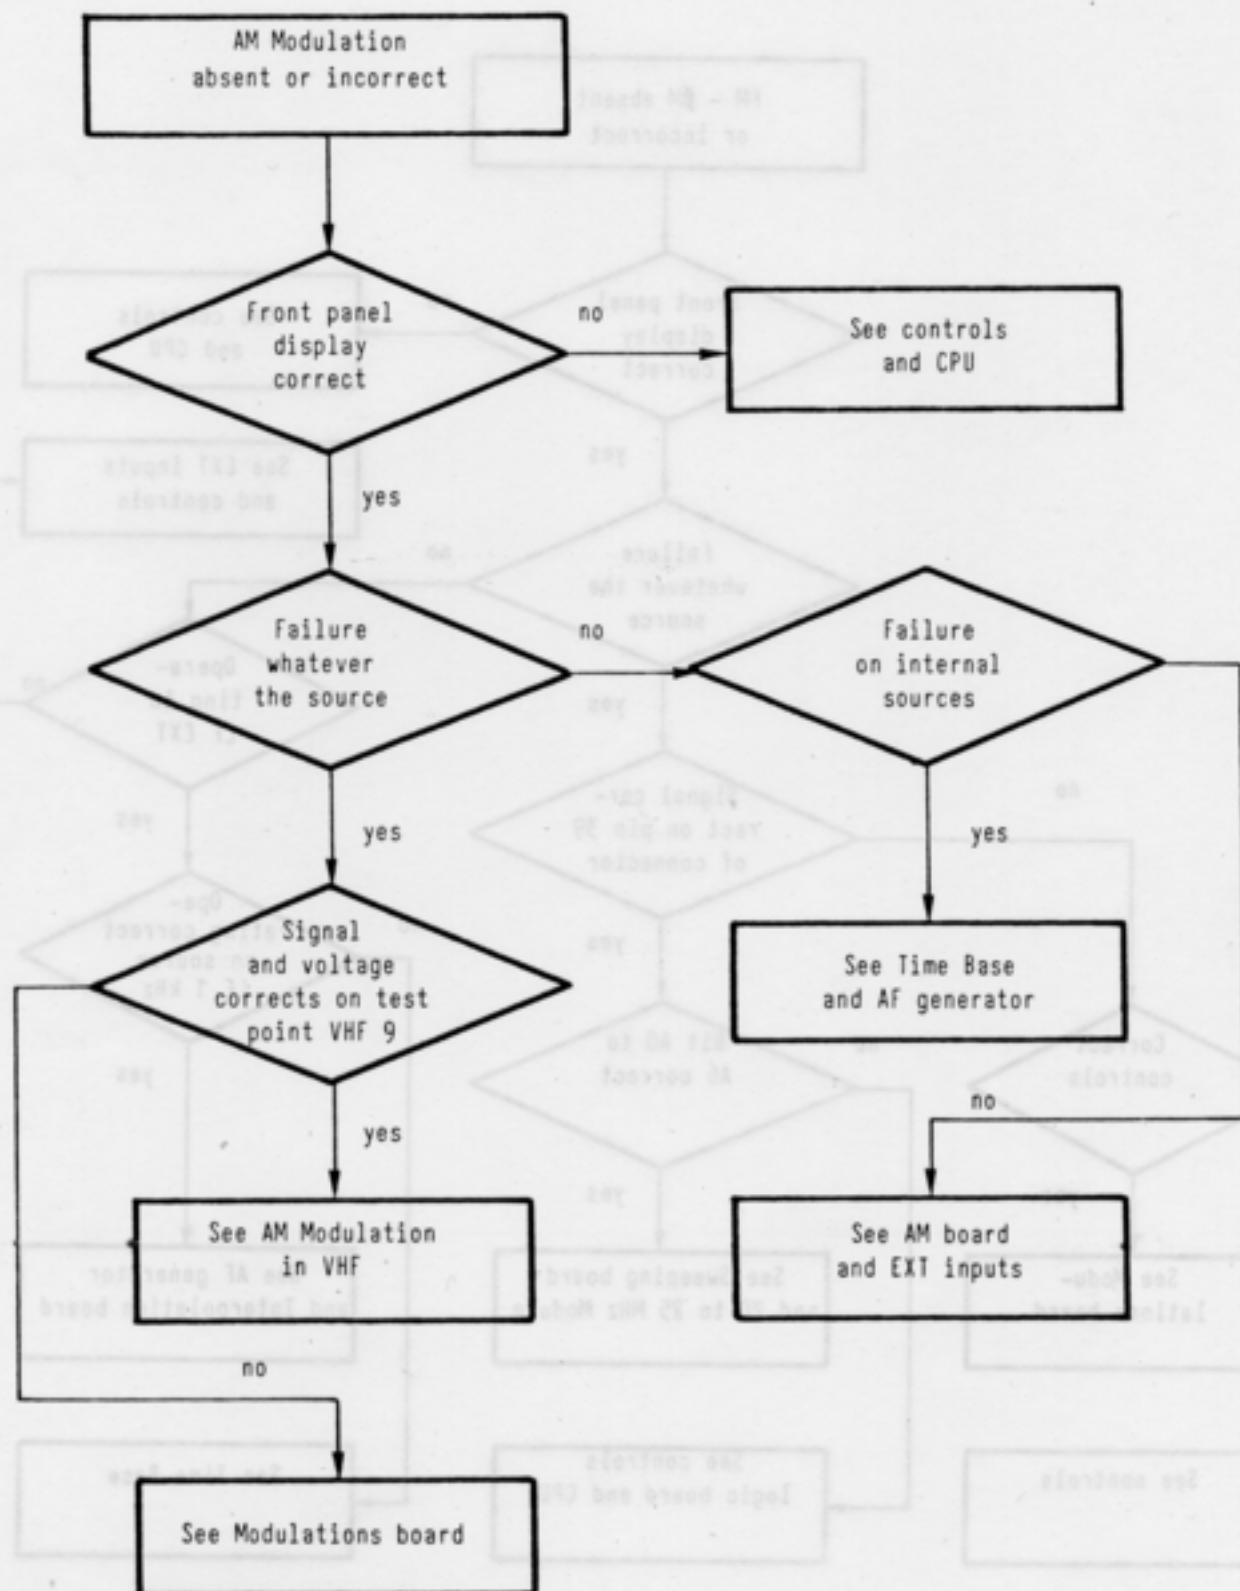 AM Modulation
absent or incorrect
Front panel
display
correct
no
See controls
and CPU
yes
Failure
whatever
the source
no
Failure
on internal
sources
yes
yes
Signal
and voltage
corrects on test
point VHF 9
See Time Base
and AF generator
no
yes
See AM Modulation
in VHF
See AM board
and EXT inputs
no
See Modulations board